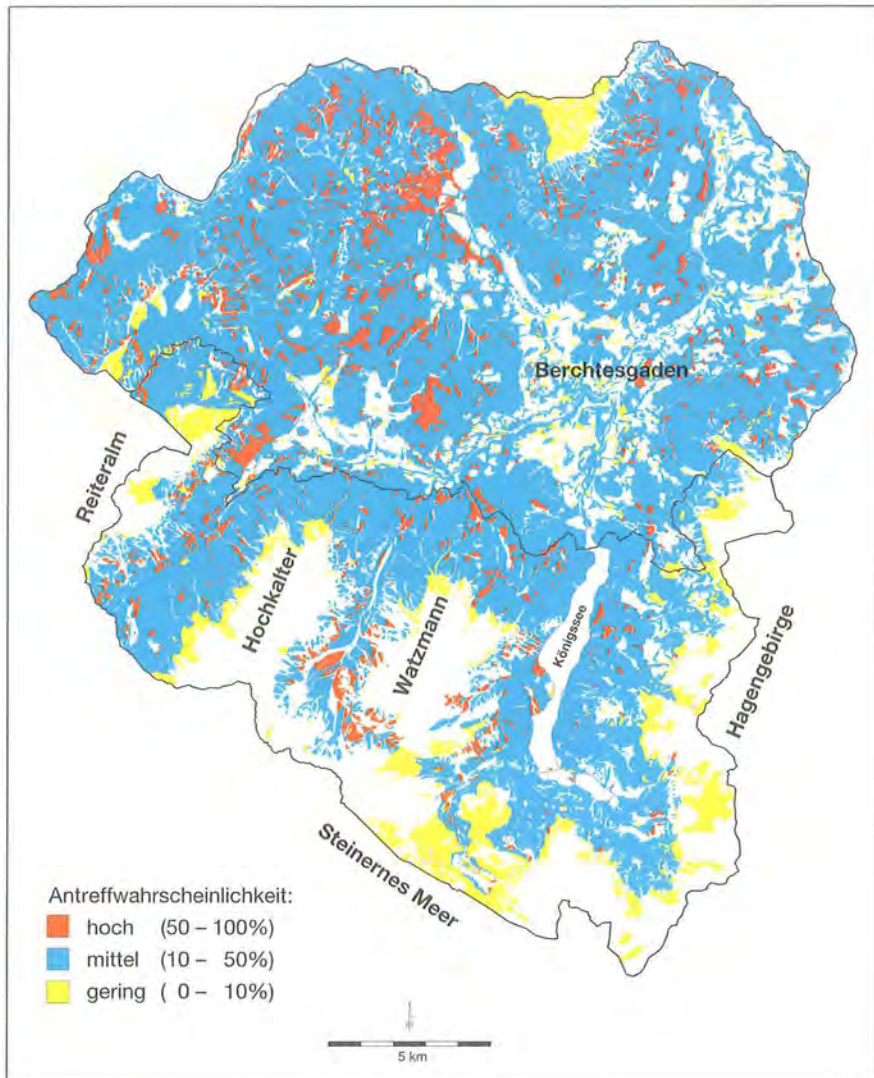 Berchtesgaden
Reiteralm
Hochkalter
Watzmann
Königssee
Hagengebirge
Steinernes Meer
Antreffwahrscheinlichkeit:
hoch (50 – 100%)
mittel (10 – 50%)
gering ( 0 – 10%)
5 km